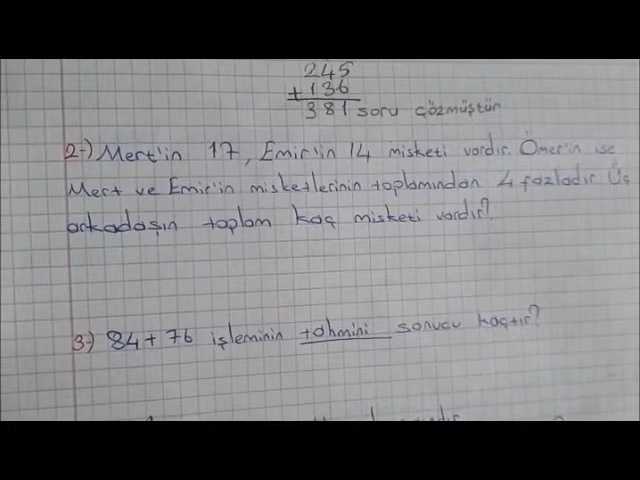 245
+136
381 soru çözmüştür
2-) Mert'in 17, Emir'in 14 misketi vardır. Ömer'in ise
Mert ve Emir'in misketlerinin toplamından 4 fazladır. Üç
arkadaşın toplam kaç misketi vardır?
3-) 84+76 işleminin tahmini sonucu kaçtır?